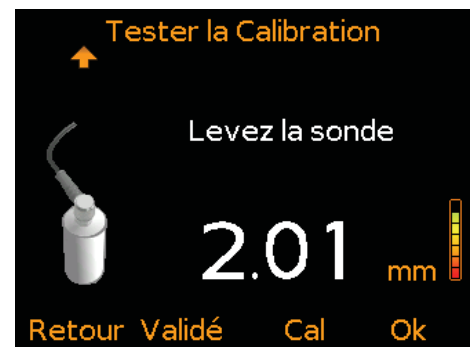 Tester la Calibration
Levez la sonde
2.01 mm
Retour Validé Cal Ok